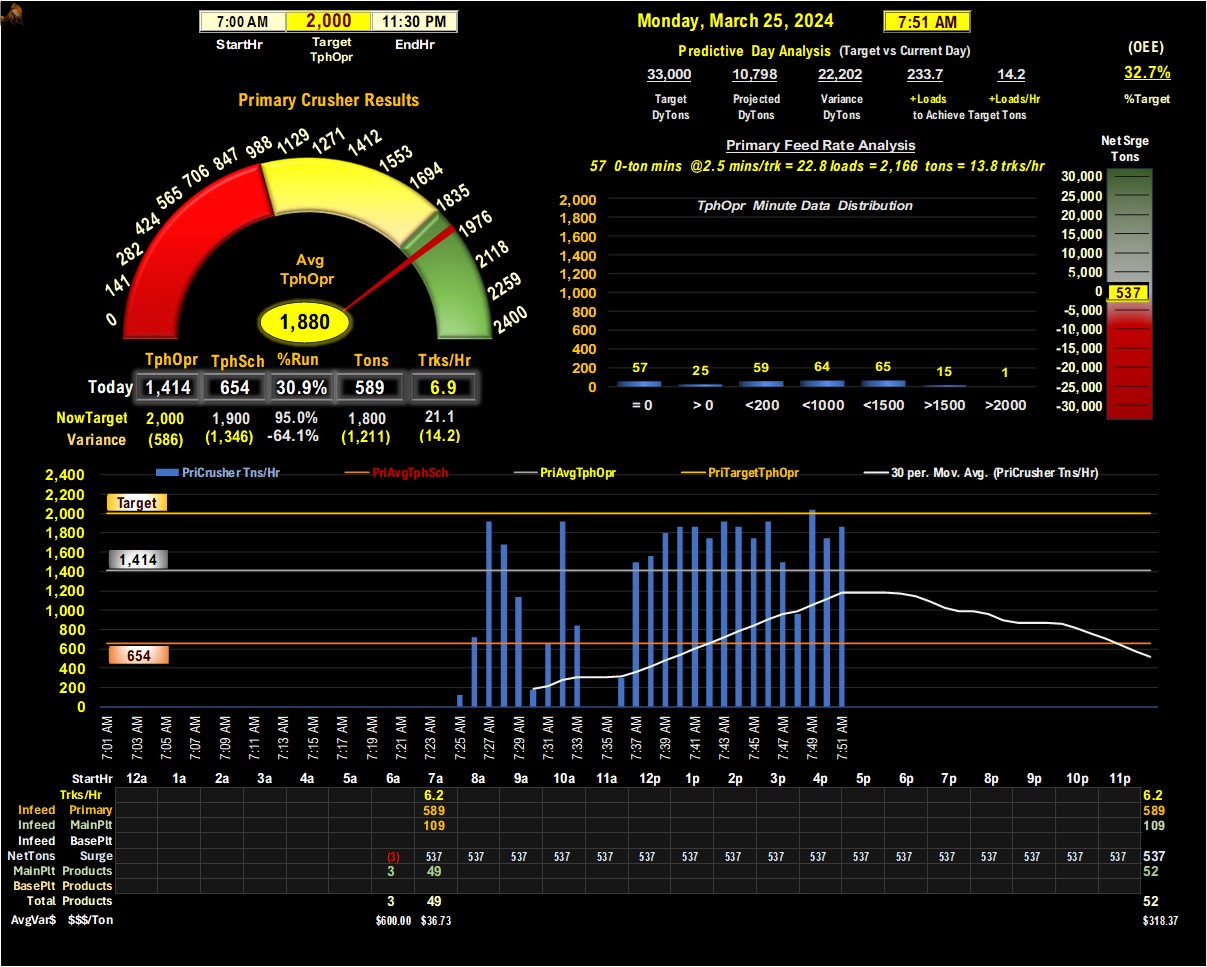 7:00 AM 2,000 11:30 PM
StartHr Target TphOpr EndHr
Monday, March 25, 2024 7:51 AM
Predictive Day Analysis (Target vs Current Day)
(OEE)
33,000 10,798 22,202 233.7 14.2
32.7%
Target DyTons Projected DyTons Variance DyTons +Loads +Loads/Hr
to Achieve Target Tons
%Target
Primary Crusher Results
0 141 282 424 565 706 847 988 1129 1271 1412 1553 1694 1835 1976 2118 2259 2400
Avg
TphOpr
1,880
Primary Feed Rate Analysis
57 0-ton mins @2.5 mins/trk = 22.8 loads = 2,166 tons = 13.8 trks/hr
TphOpr Minute Data Distribution
2,000
1,800
1,600
1,400
1,200
1,000
800
600
400
200
0
57 25 59 64 65 15 1
= 0 > 0 <200 <1000 <1500 >1500 >2000
Net Srge
Tons
30,000
25,000
20,000
15,000
10,000
5,000
0
537
-5,000
-10,000
-15,000
-20,000
-25,000
-30,000
TphOpr TphSch %Run Tons Trks/Hr
Today 1,414 654 30.9% 589 6.9
NowTarget 2,000 1,900 95.0% 1,800 21.1
Variance (586) (1,346) -64.1% (1,211) (14.2)
PriCrusher Tns/Hr PriAvgTphSch PriAvgTphOpr PriTargetTphOpr 30 per. Mov. Avg. (PriCrusher Tns/Hr)
2,400
2,200
2,000
1,800
1,600
1,400
1,200
1,000
800
600
400
200
0
Target
1,414
654
7:01 AM 7:03 AM 7:05 AM 7:07 AM 7:09 AM 7:11 AM 7:13 AM 7:15 AM 7:17 AM 7:19 AM 7:21 AM 7:23 AM 7:25 AM 7:27 AM 7:29 AM 7:31 AM 7:33 AM 7:35 AM 7:37 AM 7:39 AM 7:41 AM 7:43 AM 7:45 AM 7:47 AM 7:49 AM 7:51 AM
StartHr 12a 1a 2a 3a 4a 5a 6a 7a 8a 9a 10a 11a 12p 1p 2p 3p 4p 5p 6p 7p 8p 9p 10p 11p
Trks/Hr 6.2 6.2
Infeed Primary 589 589
Infeed MainPlt 109 109
Infeed BasePlt
NetTons Surge (3) 537 537 537 537 537 537 537 537 537 537 537 537 537 537 537 537 537 537
MainPlt Products 3 49 52
BasePlt Products
Total Products 3 49 52
AvgVar$ $$$/Ton $600.00 $36.73 $318.37